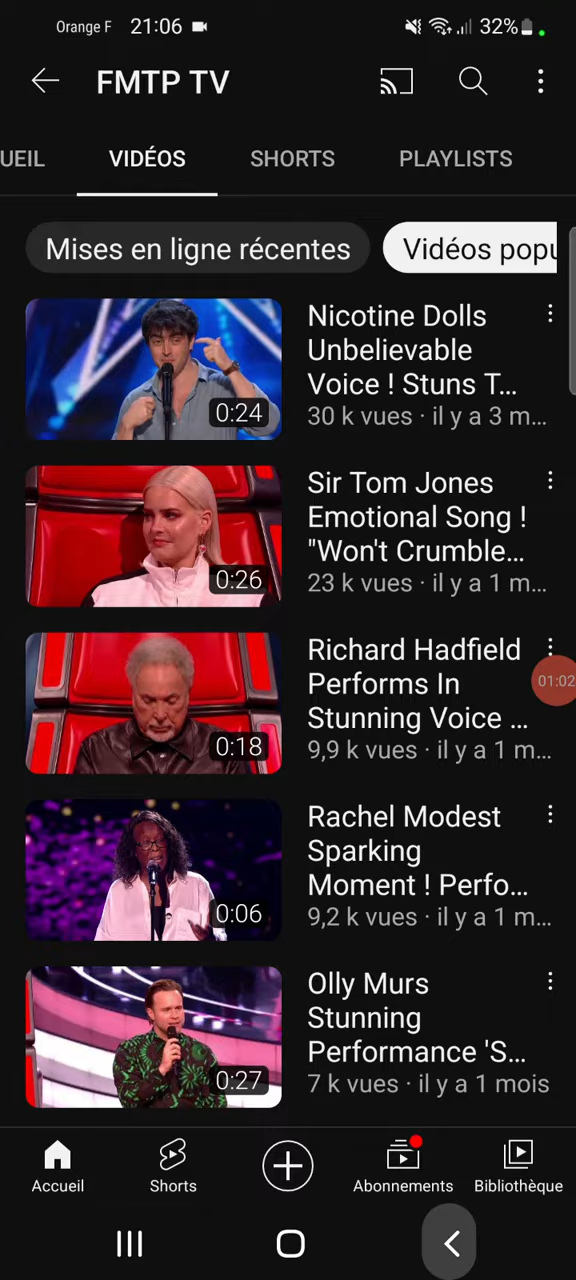 Orange F 21:06 32%
FMTP TV
UEIL VIDÉOS SHORTS PLAYLISTS
Mises en ligne récentes Vidéos popu
Nicotine Dolls
Unbelievable
Voice ! Stuns T...
30 k vues · il y a 3 m...
0:24
Sir Tom Jones
Emotional Song !
"Won't Crumble...
23 k vues · il y a 1 m...
0:26
Richard Hadfield
Performs In
Stunning Voice ...
9,9 k vues · il y a 1 m...
0:18
01:02
Rachel Modest
Sparking
Moment ! Perfo...
9,2 k vues · il y a 1 m...
0:06
Olly Murs
Stunning
Performance 'S...
7 k vues · il y a 1 mois
0:27
Accueil Shorts Abonnements Bibliothèque